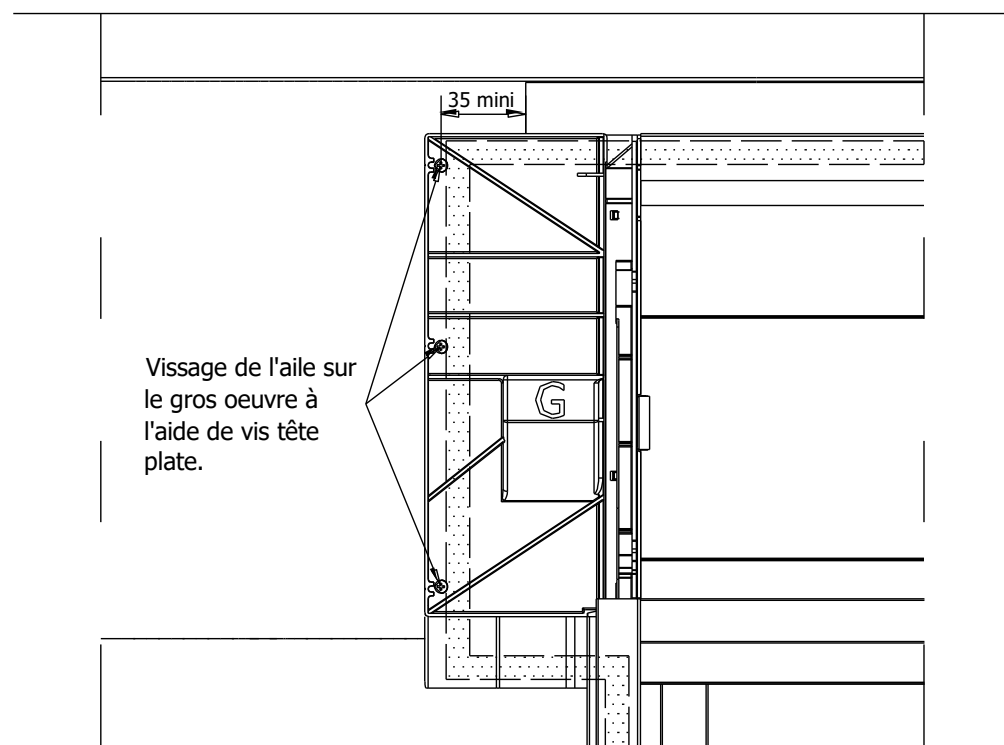 35 mini
Vissage de l'aile sur
le gros oeuvre à
l'aide de vis tête
plate.
G